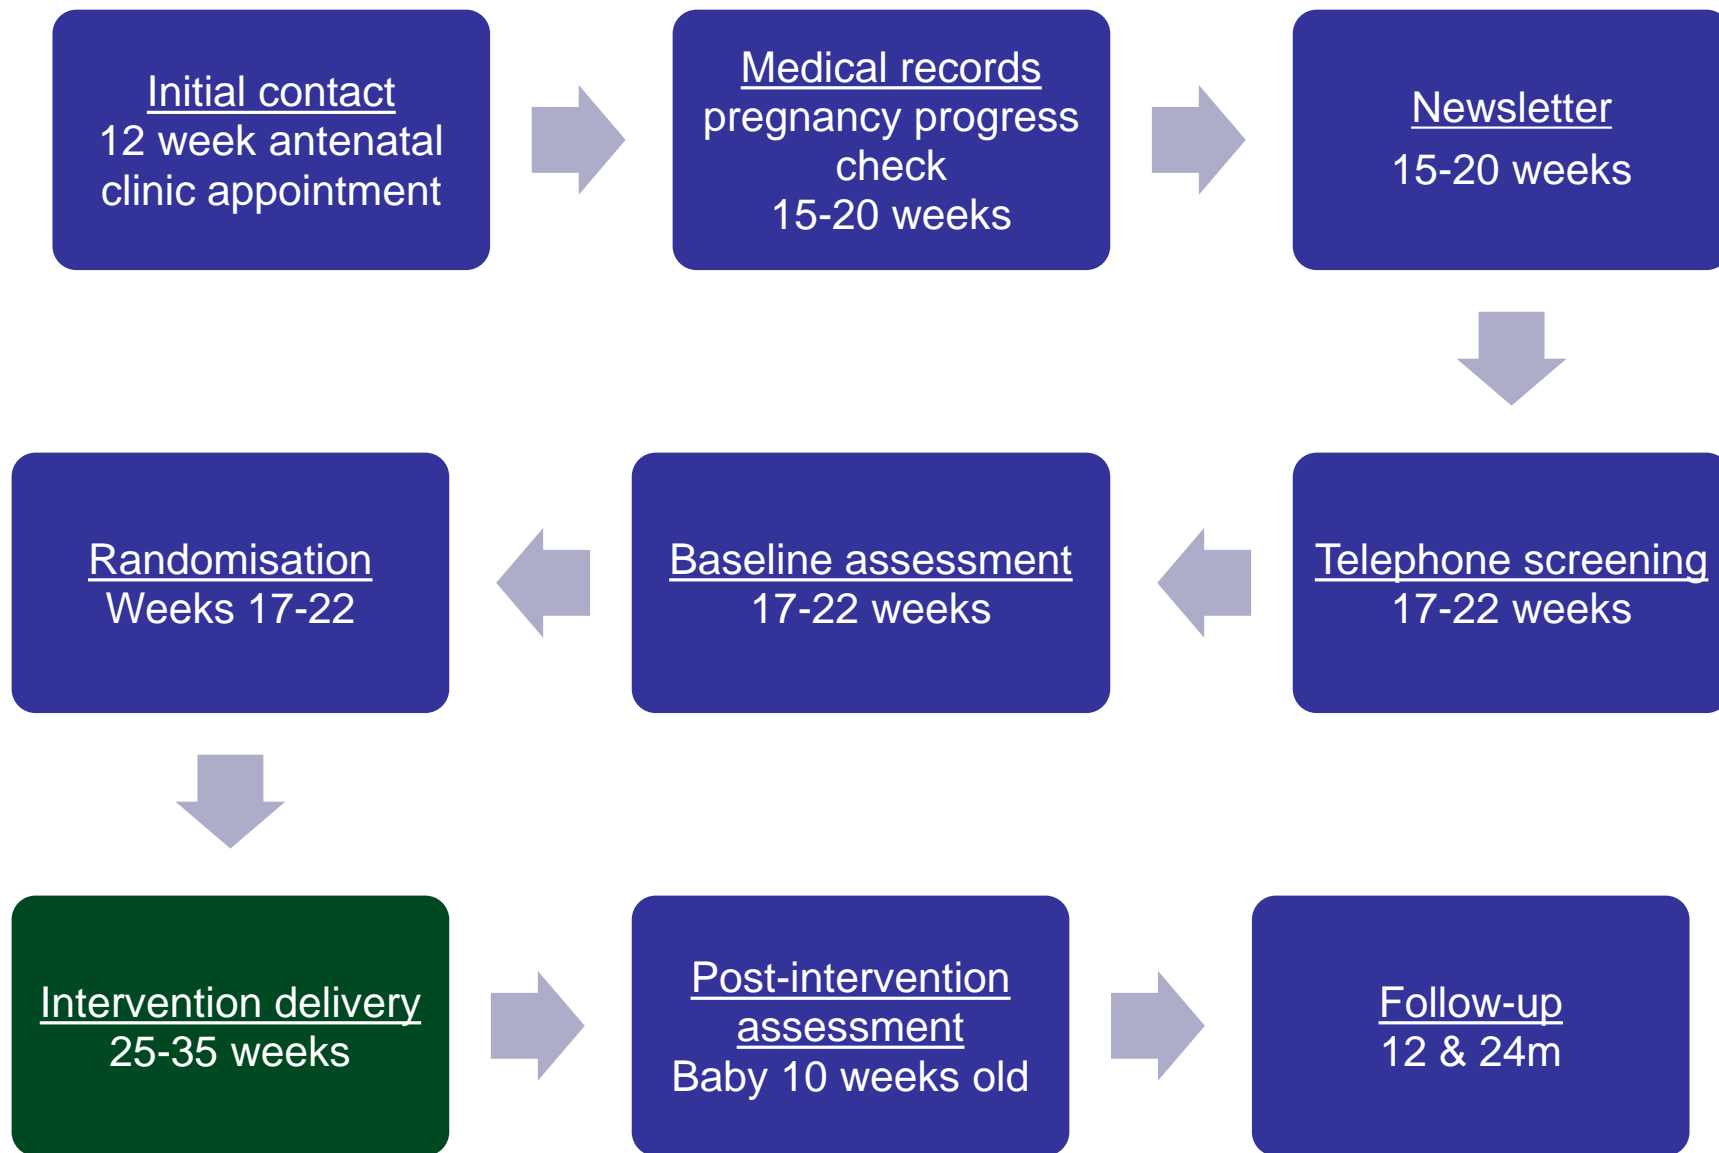 Initial contact
12 week antenatal
clinic appointment
Medical records
pregnancy progress
check
15-20 weeks
Newsletter
15-20 weeks
Telephone screening
17-22 weeks
Baseline assessment
17-22 weeks
Randomisation
Weeks 17-22
Intervention delivery
25-35 weeks
Post-intervention
assessment
Baby 10 weeks old
Follow-up
12 & 24m